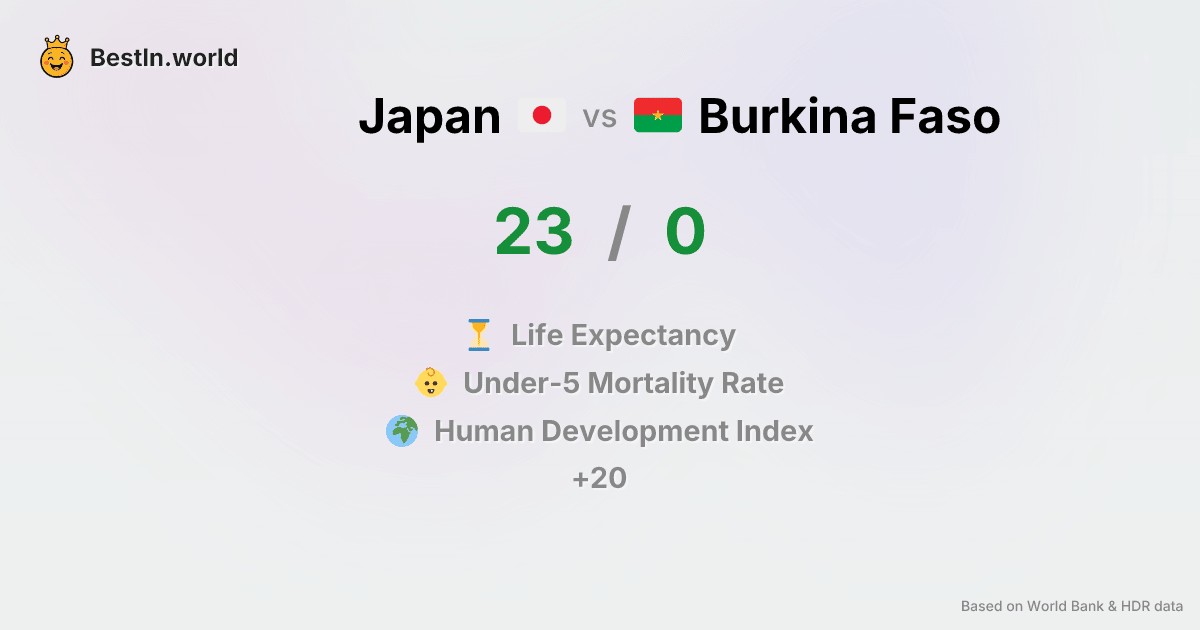 BestIn.world
Japan vs Burkina Faso
23 / 0
Life Expectancy
Under-5 Mortality Rate
Human Development Index
+20
Based on World Bank & HDR data